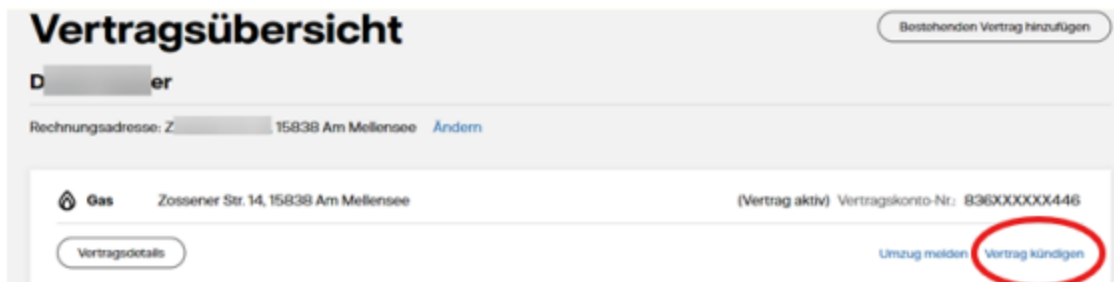 Vertragsübersicht
Bestehenden Vertrag hinzufügen
D er
Rechnungsadresse: Z 15838 Am Mellensee Ändern
Gas Zossener Str. 14, 15838 Am Mellensee (Vertrag aktiv) Vertragskonto-Nr.: 836XXXXXX446
Vertragsdetails Umzug melden Vertrag kündigen